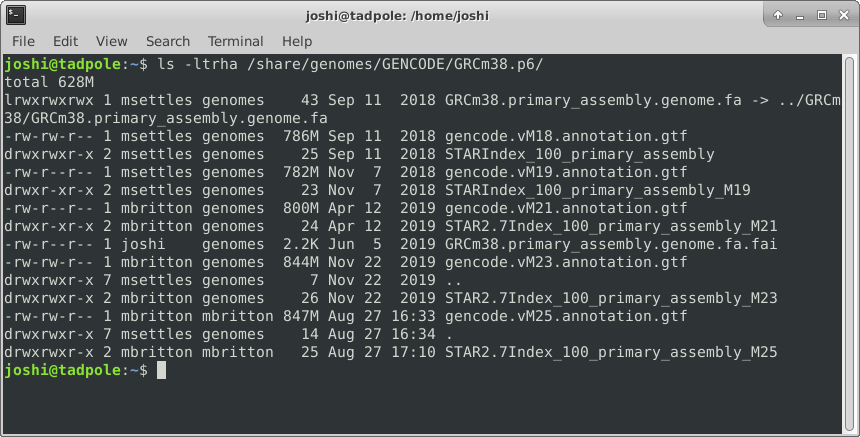 joshi@tadpole: /home/joshi
File Edit View Search Terminal Help
joshi@tadpole:~$ ls -ltrha /share/genomes/GENCODE/GRCm38.p6/
total 628M
lrwxrwxrwx 1 msettles genomes    43 Sep 11  2018 GRCm38.primary_assembly.genome.fa -> ../GRCm
38/GRCm38.primary_assembly.genome.fa
-rw-rw-r-- 1 msettles genomes  786M Sep 11  2018 gencode.vM18.annotation.gtf
drwxrwxr-x 2 msettles genomes    25 Sep 11  2018 STARIndex_100_primary_assembly
-rw-r--r-- 1 msettles genomes  782M Nov  7  2018 gencode.vM19.annotation.gtf
drwxr-xr-x 2 msettles genomes    23 Nov  7  2018 STARIndex_100_primary_assembly_M19
-rw-r--r-- 1 mbritton genomes  800M Apr 12  2019 gencode.vM21.annotation.gtf
drwxr-xr-x 2 mbritton genomes    24 Apr 12  2019 STAR2.7Index_100_primary_assembly_M21
-rw-r--r-- 1 joshi    genomes  2.2K Jun  5  2019 GRCm38.primary_assembly.genome.fa.fai
-rw-r--r-- 1 mbritton genomes  844M Nov 22  2019 gencode.vM23.annotation.gtf
drwxrwxr-x 7 msettles genomes     7 Nov 22  2019 ..
drwxrwxr-x 2 mbritton genomes    26 Nov 22  2019 STAR2.7Index_100_primary_assembly_M23
-rw-rw-r-- 1 mbritton mbritton 847M Aug 27 16:33 gencode.vM25.annotation.gtf
drwxrwxr-x 7 msettles genomes    14 Aug 27 16:34 .
drwxrwxr-x 2 mbritton mbritton   25 Aug 27 17:10 STAR2.7Index_100_primary_assembly_M25
joshi@tadpole:~$